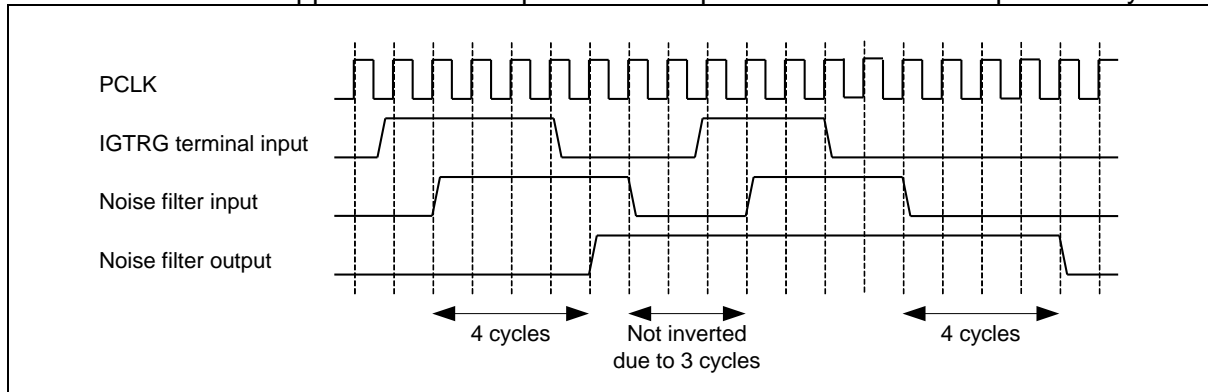 PCLK
IGTRG terminal input
Noise filter input
Noise filter output
4 cycles
Not inverted
due to 3 cycles
4 cycles